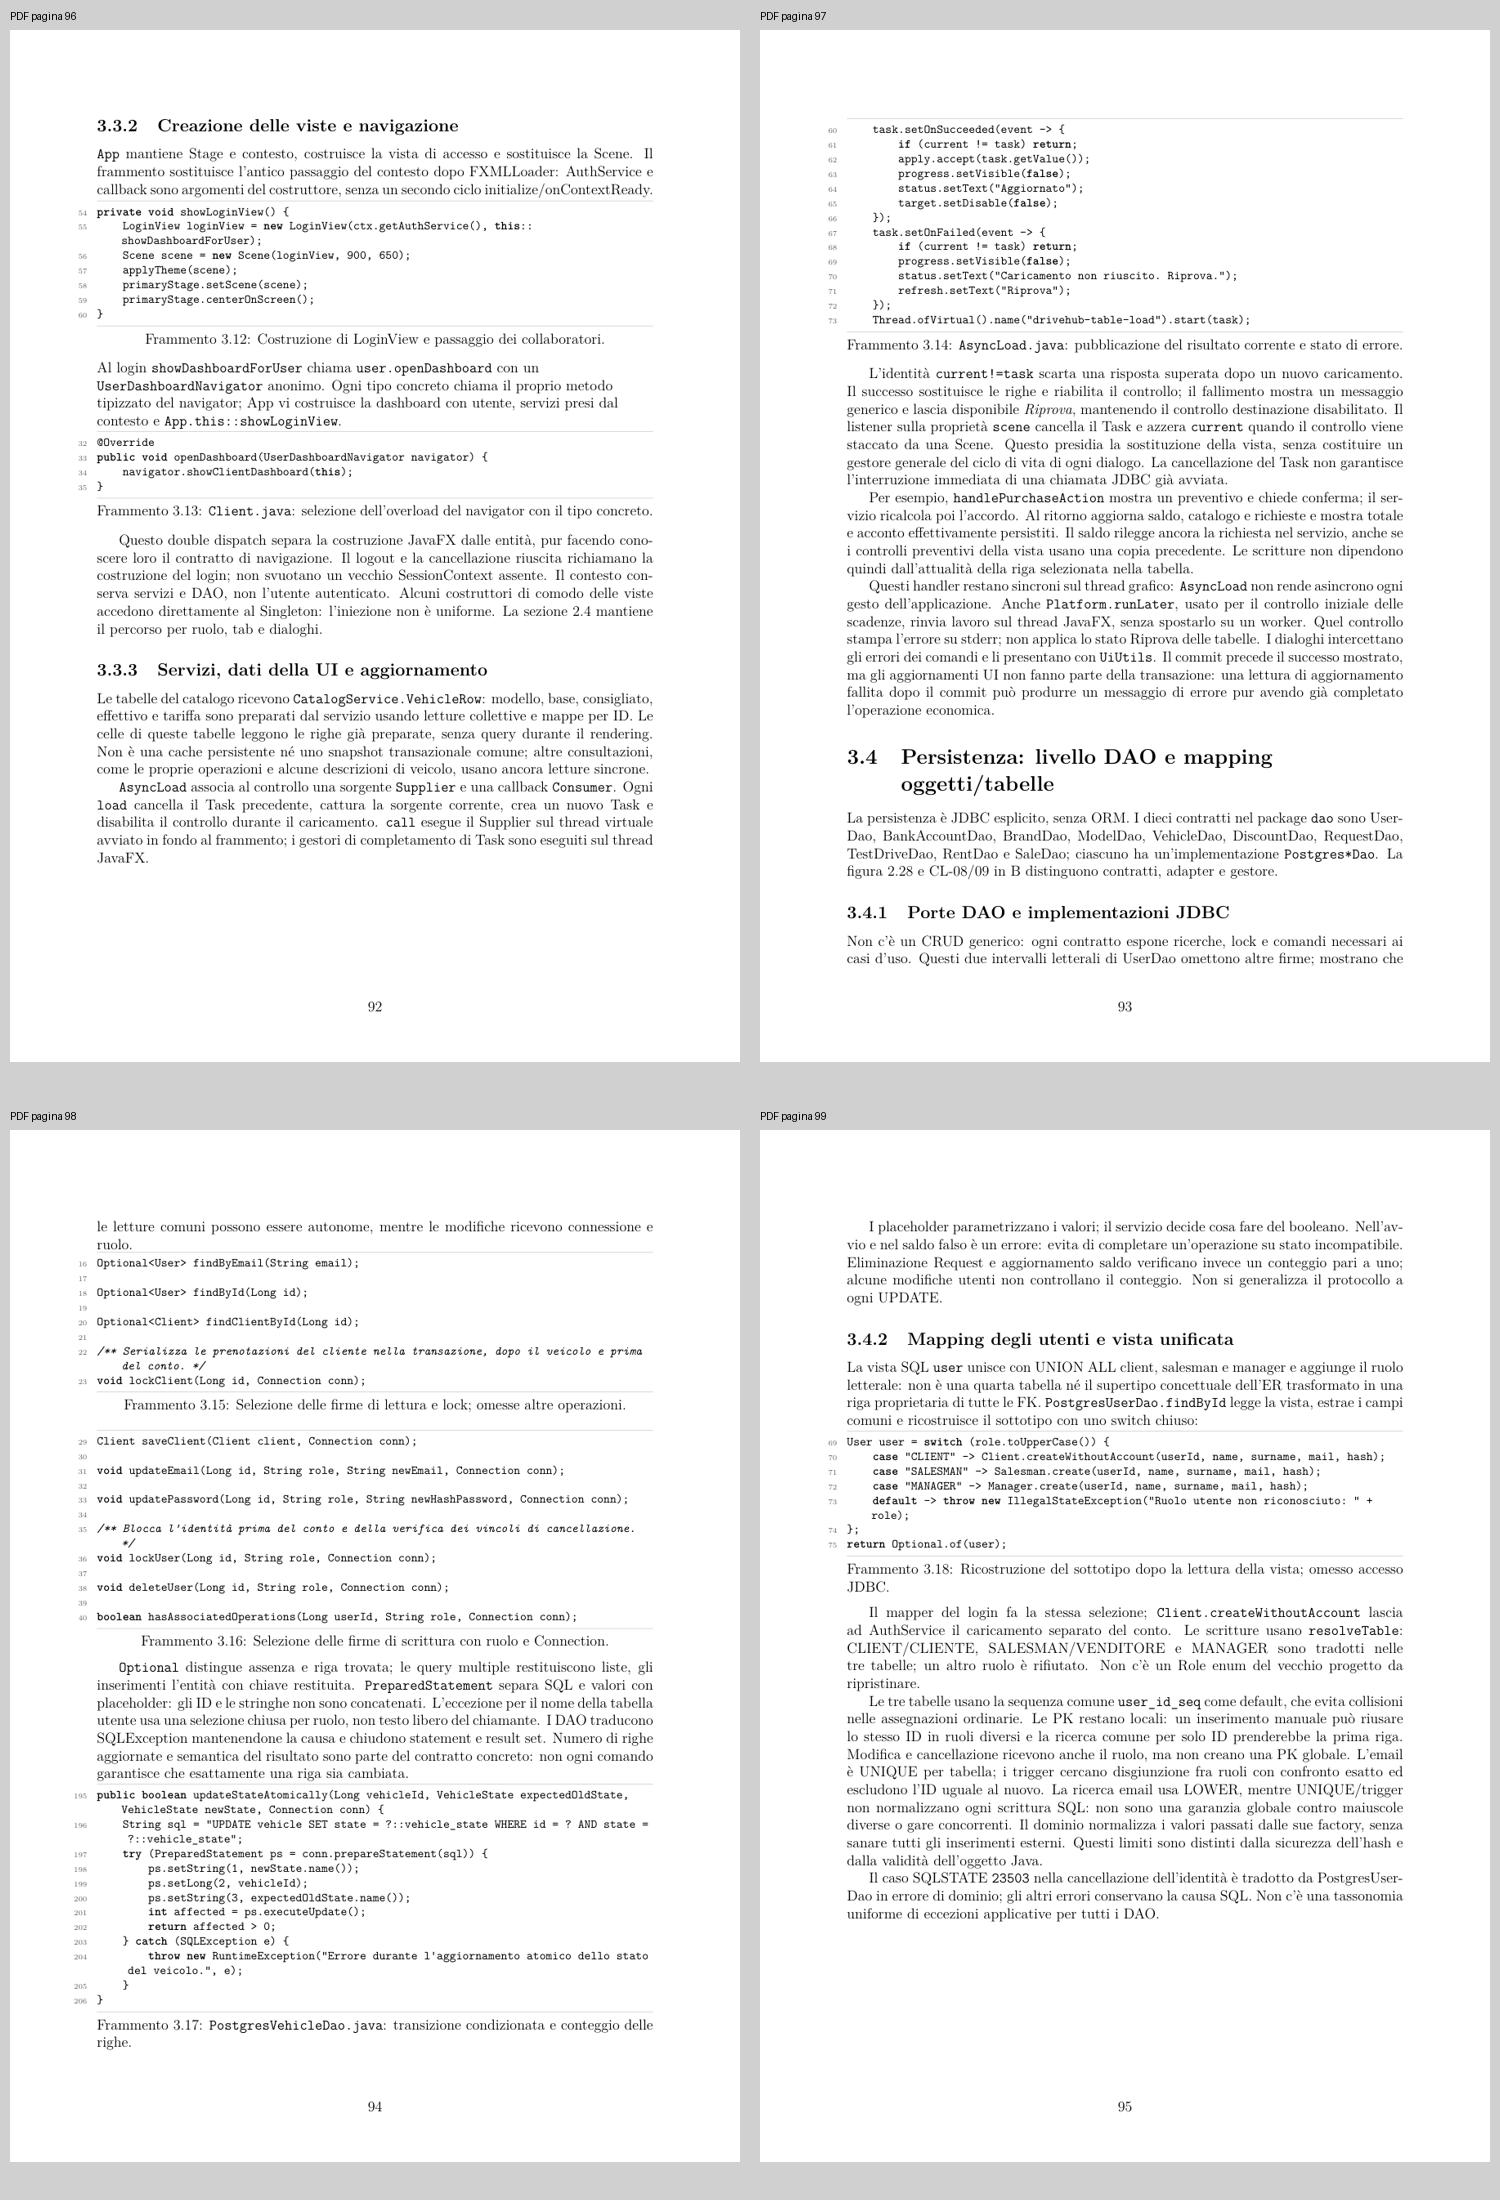 PDF pagina 96
3.3.2 Creazione delle viste e navigazione
App mantiene Stage e contesto, costruisce la vista di accesso e sostituisce la Scene. Il
frammento sostituisce l'antico passaggio del contesto dopo FXMLLoader: AuthService e
callback sono argomenti del costruttore, senza un secondo ciclo initialize/onContextReady.
54 private void showLoginView() {
55 LoginView loginView = new LoginView(ctx.getAuthService(), this::
showDashboardForUser);
56 Scene scene = new Scene(loginView, 900, 650);
57 applyTheme(scene);
58 primaryStage.setScene(scene);
59 primaryStage.centerOnScreen();
60 }
Frammento 3.12: Costruzione di LoginView e passaggio dei collaboratori.
Al login showDashboardForUser chiama user.openDashboard con un
UserDashboardNavigator anonimo. Ogni tipo concreto chiama il proprio metodo
tipizzato del navigator; App vi costruisce la dashboard con utente, servizi presi dal
contesto e App.this::showLoginView.
32 @Override
33 public void openDashboard(UserDashboardNavigator navigator) {
34 navigator.showClientDashboard(this);
35 }
Frammento 3.13: Client.java: selezione dell'overload del navigator con il tipo concreto.
Questo double dispatch separa la costruzione JavaFX dalle entità, pur facendo cono-
scere loro il contratto di navigazione. Il logout e la cancellazione riuscita richiamano la
costruzione del login; non svuotano un vecchio SessionContext assente. Il contesto con-
serva servizi e DAO, non l'utente autenticato. Alcuni costruttori di comodo delle viste
accedono direttamente al Singleton: l'iniezione non è uniforme. La sezione 2.4 mantiene
il percorso per ruolo, tab e dialoghi.
3.3.3 Servizi, dati della UI e aggiornamento
Le tabelle del catalogo ricevono CatalogService.VehicleRow: modello, base, consigliato,
effettivo e tariffa sono preparati dal servizio usando letture collettive e mappe per ID. Le
celle di queste tabelle leggono le righe già preparate, senza query durante il rendering.
Non è una cache persistente né uno snapshot transazionale comune; altre consultazioni,
come le proprie operazioni e alcune descrizioni di veicolo, usano ancora letture sincrone.
AsyncLoad associa al controllo una sorgente Supplier e una callback Consumer. Ogni
load cancella il Task precedente, cattura la sorgente corrente, crea un nuovo Task e
disabilita il controllo durante il caricamento. call esegue il Supplier sul thread virtuale
avviato in fondo al frammento; i gestori di completamento di Task sono eseguiti sul thread
JavaFX.
92
PDF pagina 97
60 task.setOnSucceeded(event -> {
61 if (current != task) return;
62 apply.accept(task.getValue());
63 progress.setVisible(false);
64 status.setText("Aggiornato");
65 target.setDisable(false);
66 });
67 task.setOnFailed(event -> {
68 if (current != task) return;
69 progress.setVisible(false);
70 status.setText("Caricamento non riuscito. Riprova.");
71 refresh.setText("Riprova");
72 });
73 Thread.ofVirtual().name("drivehub-table-load").start(task);
Frammento 3.14: AsyncLoad.java: pubblicazione del risultato corrente e stato di errore.
L'identità current!=task scarta una risposta superata dopo un nuovo caricamento.
Il successo sostituisce le righe e riabilita il controllo; il fallimento mostra un messaggio
generico e lascia disponibile Riprova, mantenendo il controllo destinazione disabilitato. Il
listener sulla proprietà scene cancella il Task e azzera current quando il controllo viene
staccato da una Scene. Questo presidia la sostituzione della vista, senza costituire un
gestore generale del ciclo di vita di ogni dialogo. La cancellazione del Task non garantisce
l'interruzione immediata di una chiamata JDBC già avviata.
Per esempio, handlePurchaseAction mostra un preventivo e chiede conferma; il ser-
vizio ricalcola poi l'accordo. Al ritorno aggiorna saldo, catalogo e richieste e mostra totale
e acconto effettivamente persistiti. Il saldo rilegge ancora la richiesta nel servizio, anche se
i controlli preventivi della vista usano una copia precedente. Le scritture non dipendono
quindi dall'attualità della riga selezionata nella tabella.
Questi handler restano sincroni sul thread grafico: AsyncLoad non rende asincrono ogni
gesto dell'applicazione. Anche Platform.runLater, usato per il controllo iniziale delle
scadenze, rinvia lavoro sul thread JavaFX, senza spostarlo su un worker. Quel controllo
stampa l'errore su stderr; non applica lo stato Riprova delle tabelle. I dialoghi intercettano
gli errori dei comandi e li presentano con UiUtils. Il commit precede il successo mostrato,
ma gli aggiornamenti UI non fanno parte della transazione: una lettura di aggiornamento
fallita dopo il commit può produrre un messaggio di errore pur avendo già completato
l'operazione economica.
3.4 Persistenza: livello DAO e mapping
oggetti/tabelle
La persistenza è JDBC esplicito, senza ORM. I dieci contratti nel package dao sono User-
Dao, BankAccountDao, BrandDao, ModelDao, VehicleDao, DiscountDao, RequestDao,
TestDriveDao, RentDao e SaleDao; ciascuno ha un'implementazione Postgres*Dao. La
figura 2.28 e CL-08/09 in B distinguono contratti, adapter e gestore.
3.4.1 Porte DAO e implementazioni JDBC
Non c'è un CRUD generico: ogni contratto espone ricerche, lock e comandi necessari ai
casi d'uso. Questi due intervalli letterali di UserDao omettono altre firme; mostrano che
93
PDF pagina 98
le letture comuni possono essere autonome, mentre le modifiche ricevono connessione e
ruolo.
16 Optional<User> findByEmail(String email);
17
18 Optional<User> findById(Long id);
19
20 Optional<Client> findClientById(Long id);
21
22 /** Serializza le prenotazioni del cliente nella transazione, dopo il veicolo e prima
del conto. */
23 void lockClient(Long id, Connection conn);
Frammento 3.15: Selezione delle firme di lettura e lock; omesse altre operazioni.
29 Client saveClient(Client client, Connection conn);
30
31 void updateEmail(Long id, String role, String newEmail, Connection conn);
32
33 void updatePassword(Long id, String role, String newHashPassword, Connection conn);
34
35 /** Blocca l'identità prima del conto e della verifica dei vincoli di cancellazione.
*/
36 void lockUser(Long id, String role, Connection conn);
37
38 void deleteUser(Long id, String role, Connection conn);
39
40 boolean hasAssociatedOperations(Long userId, String role, Connection conn);
Frammento 3.16: Selezione delle firme di scrittura con ruolo e Connection.
Optional distingue assenza e riga trovata; le query multiple restituiscono liste, gli
inserimenti l'entità con chiave restituita. PreparedStatement separa SQL e valori con
placeholder: gli ID e le stringhe non sono concatenati. L'eccezione per il nome della tabella
utente usa una selezione chiusa per ruolo, non testo libero del chiamante. I DAO traducono
SQLException mantenendone la causa e chiudono statement e result set. Numero di righe
aggiornate e semantica del risultato sono parte del contratto concreto: non ogni comando
garantisce che esattamente una riga sia cambiata.
195 public boolean updateStateAtomically(Long vehicleId, VehicleState expectedOldState,
VehicleState newState, Connection conn) {
196 String sql = "UPDATE vehicle SET state = ?::vehicle_state WHERE id = ? AND state =
?::vehicle_state";
197 try (PreparedStatement ps = conn.prepareStatement(sql)) {
198 ps.setString(1, newState.name());
199 ps.setLong(2, vehicleId);
200 ps.setString(3, expectedOldState.name());
201 int affected = ps.executeUpdate();
202 return affected > 0;
203 } catch (SQLException e) {
204 throw new RuntimeException("Errore durante l'aggiornamento atomico dello stato
del veicolo.", e);
205 }
206 }
Frammento 3.17: PostgresVehicleDao.java: transizione condizionata e conteggio delle
righe.
94
PDF pagina 99
I placeholder parametrizzano i valori; il servizio decide cosa fare del booleano. Nell'av-
vio e nel saldo falso è un errore: evita di completare un'operazione su stato incompatibile.
Eliminazione Request e aggiornamento saldo verificano invece un conteggio pari a uno;
alcune modifiche utenti non controllano il conteggio. Non si generalizza il protocollo a
ogni UPDATE.
3.4.2 Mapping degli utenti e vista unificata
La vista SQL user unisce con UNION ALL client, salesman e manager e aggiunge il ruolo
letterale: non è una quarta tabella né il supertipo concettuale dell'ER trasformato in una
riga proprietaria di tutte le FK. PostgresUserDao.findById legge la vista, estrae i campi
comuni e ricostruisce il sottotipo con uno switch chiuso:
69 User user = switch (role.toUpperCase()) {
70 case "CLIENT" -> Client.createWithoutAccount(userId, name, surname, mail, hash);
71 case "SALESMAN" -> Salesman.create(userId, name, surname, mail, hash);
72 case "MANAGER" -> Manager.create(userId, name, surname, mail, hash);
73 default -> throw new IllegalStateException("Ruolo utente non riconosciuto: " +
role);
74 };
75 return Optional.of(user);
Frammento 3.18: Ricostruzione del sottotipo dopo la lettura della vista; omesso accesso
JDBC.
Il mapper del login fa la stessa selezione; Client.createWithoutAccount lascia
ad AuthService il caricamento separato del conto. Le scritture usano resolveTable:
CLIENT/CLIENTE, SALESMAN/VENDITORE e MANAGER sono tradotti nelle
tre tabelle; un altro ruolo è rifiutato. Non c'è un Role enum del vecchio progetto da
ripristinare.
Le tre tabelle usano la sequenza comune user_id_seq come default, che evita collisioni
nelle assegnazioni ordinarie. Le PK restano locali: un inserimento manuale può riusare
lo stesso ID in ruoli diversi e la ricerca comune per solo ID prenderebbe la prima riga.
Modifica e cancellazione ricevono anche il ruolo, ma non creano una PK globale. L'email
è UNIQUE per tabella; i trigger cercano disgiunzione fra ruoli con confronto esatto ed
escludono l'ID uguale al nuovo. La ricerca email usa LOWER, mentre UNIQUE/trigger
non normalizzano ogni scrittura SQL: non sono una garanzia globale contro maiuscole
diverse o gare concorrenti. Il dominio normalizza i valori passati dalle sue factory, senza
sanare tutti gli inserimenti esterni. Questi limiti sono distinti dalla sicurezza dell'hash e
dalla validità dell'oggetto Java.
Il caso SQLSTATE 23503 nella cancellazione dell'identità è tradotto da PostgresUser-
Dao in errore di dominio; gli altri errori conservano la causa SQL. Non c'è una tassonomia
uniforme di eccezioni applicative per tutti i DAO.
95